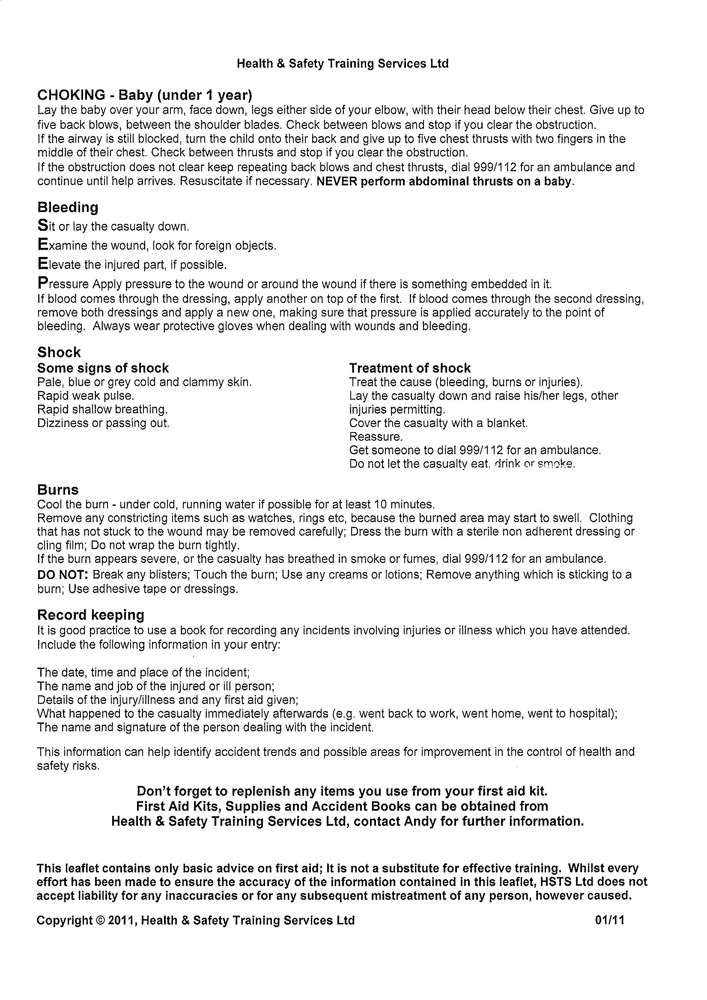 Health & Safety Training Services Ltd
CHOKING - Baby (under 1 year)
Lay the baby over your arm, face down, legs either side of your elbow, with their head below their chest. Give up to
five back blows, between the shoulder blades. Check between blows and stop if you clear the obstruction.
If the airway is still blocked, turn the child onto their back and give up to five chest thrusts with two fingers in the
middle of their chest. Check between thrusts and stop if you clear the obstruction.
If the obstruction does not clear keep repeating back blows and chest thrusts, dial 999/112 for an ambulance and
continue until help arrives. Resuscitate if necessary. NEVER perform abdominal thrusts on a baby.
Bleeding
Sit or lay the casualty down.
Examine the wound, look for foreign objects.
Elevate the injured part, if possible.
Pressure Apply pressure to the wound or around the wound if there is something embedded in it.
If blood comes through the dressing, apply another on top of the first. If blood comes through the second dressing,
remove both dressings and apply a new one, making sure that pressure is applied accurately to the point of
bleeding. Always wear protective gloves when dealing with wounds and bleeding.
Shock
Some signs of shock
Pale, blue or grey cold and clammy skin.
Rapid weak pulse.
Rapid shallow breathing.
Dizziness or passing out.
Treatment of shock
Treat the cause (bleeding, burns or injuries).
Lay the casualty down and raise his/her legs, other
injuries permitting.
Cover the casualty with a blanket.
Reassure.
Get someone to dial 999/112 for an ambulance.
Do not let the casualty eat, drink or smoke.
Burns
Cool the burn - under cold, running water if possible for at least 10 minutes.
Remove any constricting items such as watches, rings etc, because the burned area may start to swell. Clothing
that has not stuck to the wound may be removed carefully; Dress the burn with a sterile non adherent dressing or
cling film; Do not wrap the burn tightly.
If the burn appears severe, or the casualty has breathed in smoke or fumes, dial 999/112 for an ambulance.
DO NOT: Break any blisters; Touch the burn; Use any creams or lotions; Remove anything which is sticking to a
burn; Use adhesive tape or dressings.
Record keeping
It is good practice to use a book for recording any incidents involving injuries or illness which you have attended.
Include the following information in your entry:
The date, time and place of the incident;
The name and job of the injured or ill person;
Details of the injury/illness and any first aid given;
What happened to the casualty immediately afterwards (e.g. went back to work, went home, went to hospital);
The name and signature of the person dealing with the incident.
This information can help identify accident trends and possible areas for improvement in the control of health and
safety risks.
Don't forget to replenish any items you use from your first aid kit.
First Aid Kits, Supplies and Accident Books can be obtained from
Health & Safety Training Services Ltd, contact Andy for further information.
This leaflet contains only basic advice on first aid; It is not a substitute for effective training. Whilst every
effort has been made to ensure the accuracy of the information contained in this leaflet, HSTS Ltd does not
accept liability for any inaccuracies or for any subsequent mistreatment of any person, however caused.
Copyright © 2011, Health & Safety Training Services Ltd 01/11